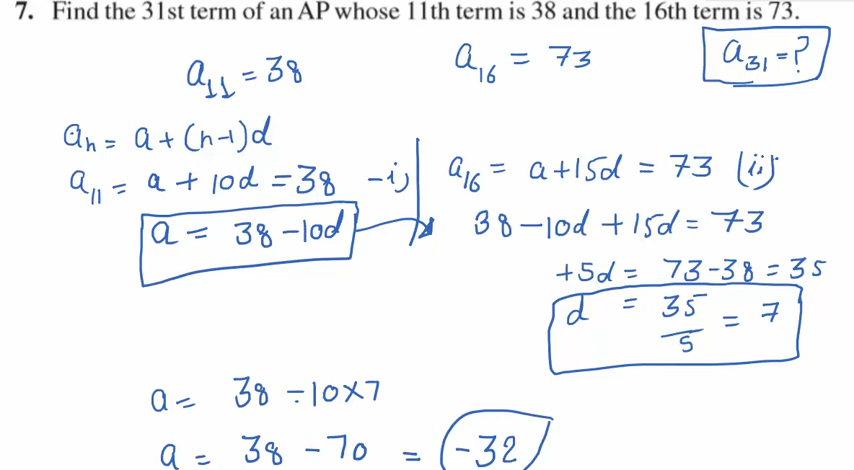 7. Find the 31st term of an AP whose 11th term is 38 and the 16th term is 73.
a₁₁ = 38
a₁₆ = 73
a₃₁ = ?
aₙ = a + (n-1)d
a₁₁ = a + 10d = 38 - i)
a = 38 - 10d
a₁₆ = a + 15d = 73 (ii)
38 - 10d + 15d = 73
+5d = 73 - 38 = 35
d = 35/5 = 7
a = 38 - 10 × 7
a = 38 - 70 = -32